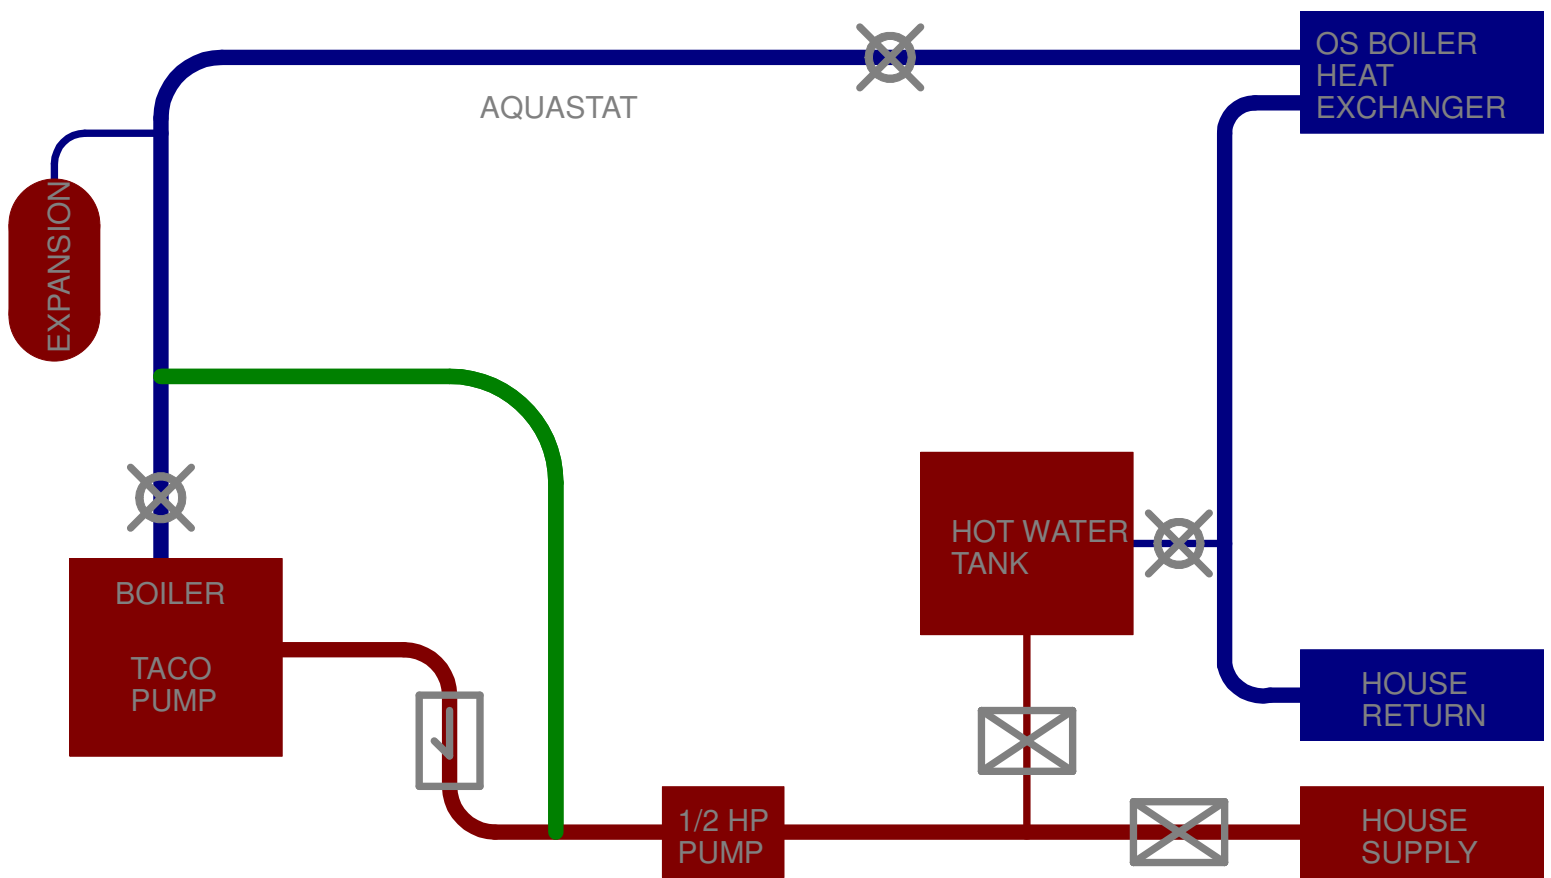 OS BOILER
HEAT
EXCHANGER
AQUASTAT
EXPANSION
HOT WATER
TANK
BOILER
TACO
PUMP
HOUSE
RETURN
1/2 HP
PUMP
HOUSE
SUPPLY